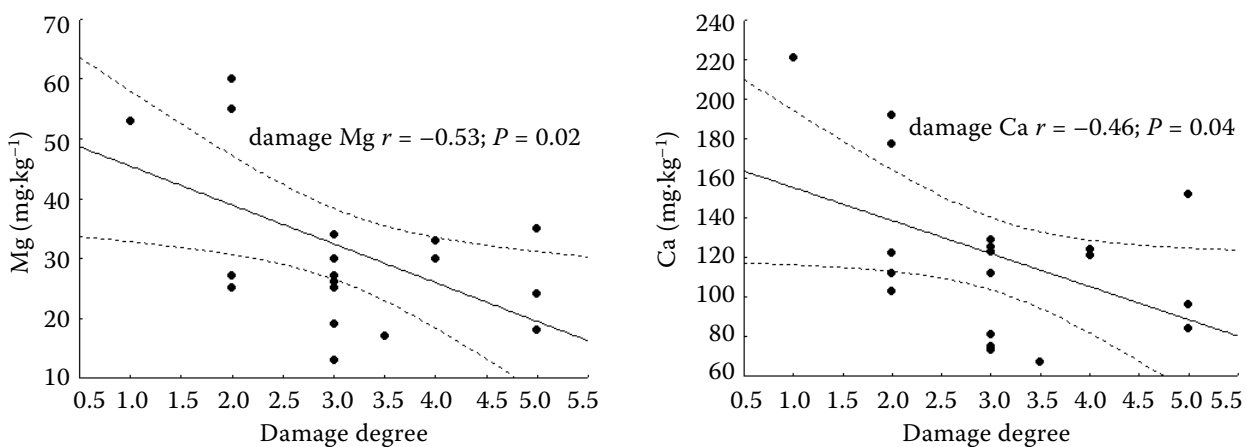 70
60
50
40
30
20
10
Mg (mg·kg⁻¹)
damage Mg r = −0.53; P = 0.02
0.5 1.0 1.5 2.0 2.5 3.0 3.5 4.0 4.5 5.0 5.5
Damage degree
240
220
200
180
160
140
120
100
80
60
Ca (mg·kg⁻¹)
damage Ca r = −0.46; P = 0.04
0.5 1.0 1.5 2.0 2.5 3.0 3.5 4.0 4.5 5.0 5.5
Damage degree